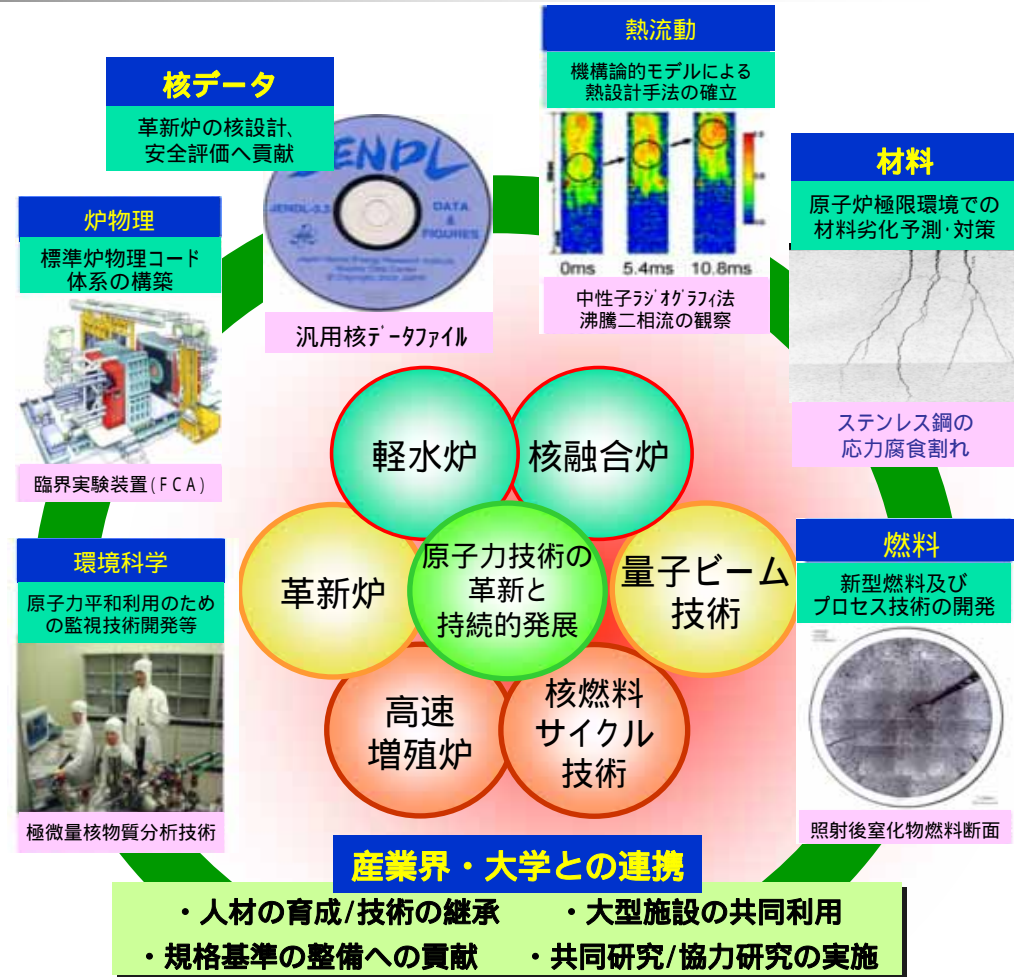 核データ
革新炉の核設計、
安全評価へ貢献
JENDL
JENDL-3.3
DATA
&
FIGURES
汎用核データファイル
熱流動
機構論的モデルによる
熱設計手法の確立
0ms
5.4ms
10.8ms
中性子ラジオグラフィ法
沸騰二相流の観察
材料
原子炉極限環境での
材料劣化予測・対策
ステンレス鋼の
応力腐食割れ
炉物理
標準炉物理コード
体系の構築
臨界実験装置(FCA)
環境科学
原子力平和利用のため
の監視技術開発等
極微量核物質分析技術
燃料
新型燃料及び
プロセス技術の開発
照射後窒化物燃料断面
軽水炉
核融合炉
革新炉
原子力技術の
革新と
持続的発展
量子ビーム
技術
高速
増殖炉
核燃料
サイクル
技術
産業界・大学との連携
・人材の育成/技術の継承
・大型施設の共同利用
・規格基準の整備への貢献
・共同研究/協力研究の実施